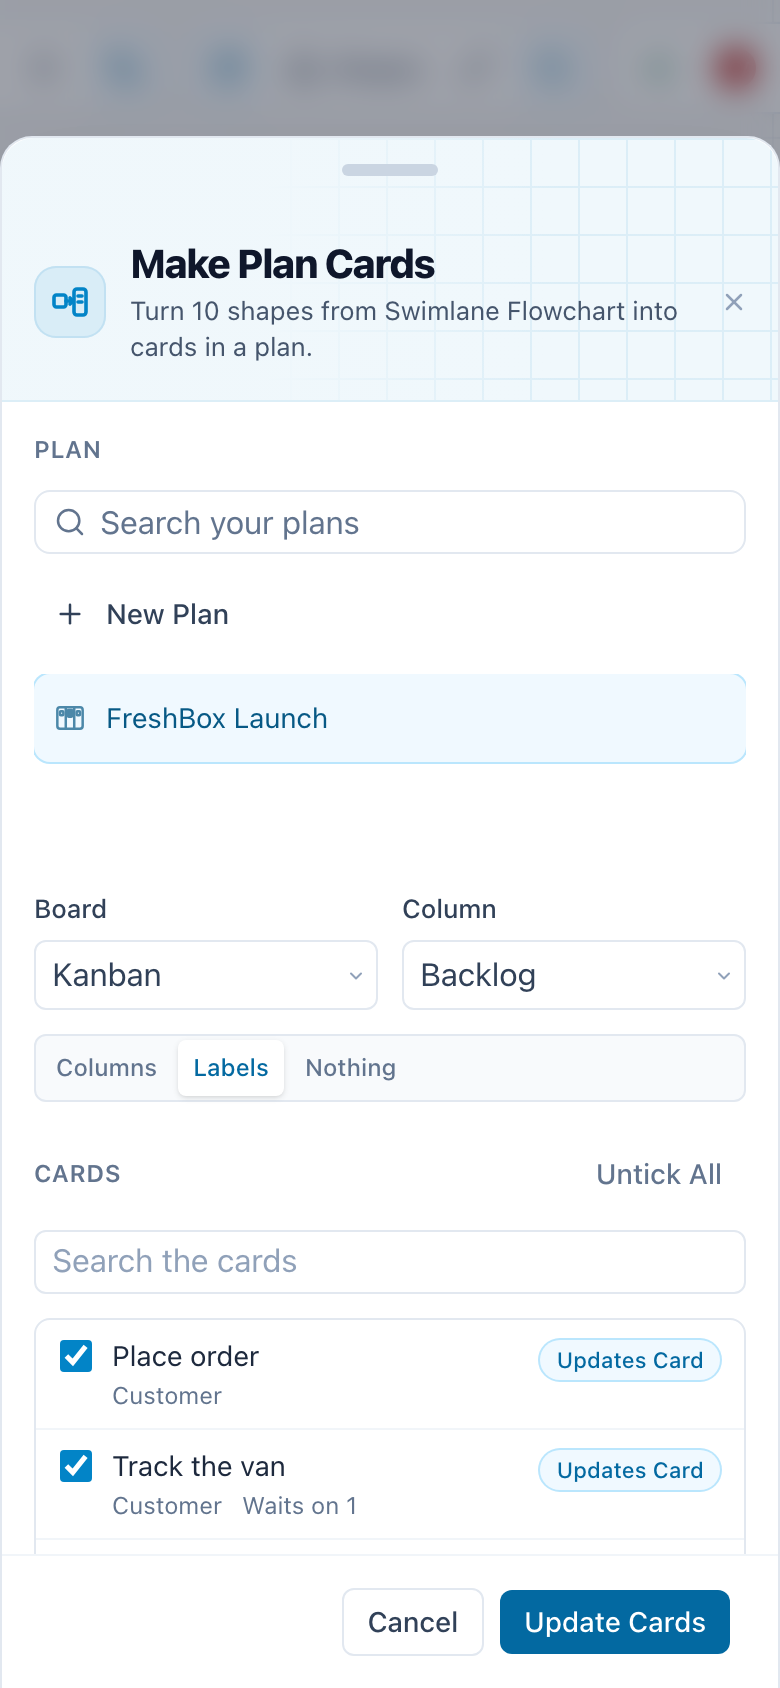 Make Plan Cards
Turn 10 shapes from Swimlane Flowchart into
cards in a plan.
PLAN
Search your plans
New Plan
FreshBox Launch
Board
Column
Kanban
Backlog
Columns
Labels
Nothing
CARDS
Untick All
Search the cards
Place order
Updates Card
Customer
Track the van
Updates Card
Customer Waits on 1
Cancel
Update Cards